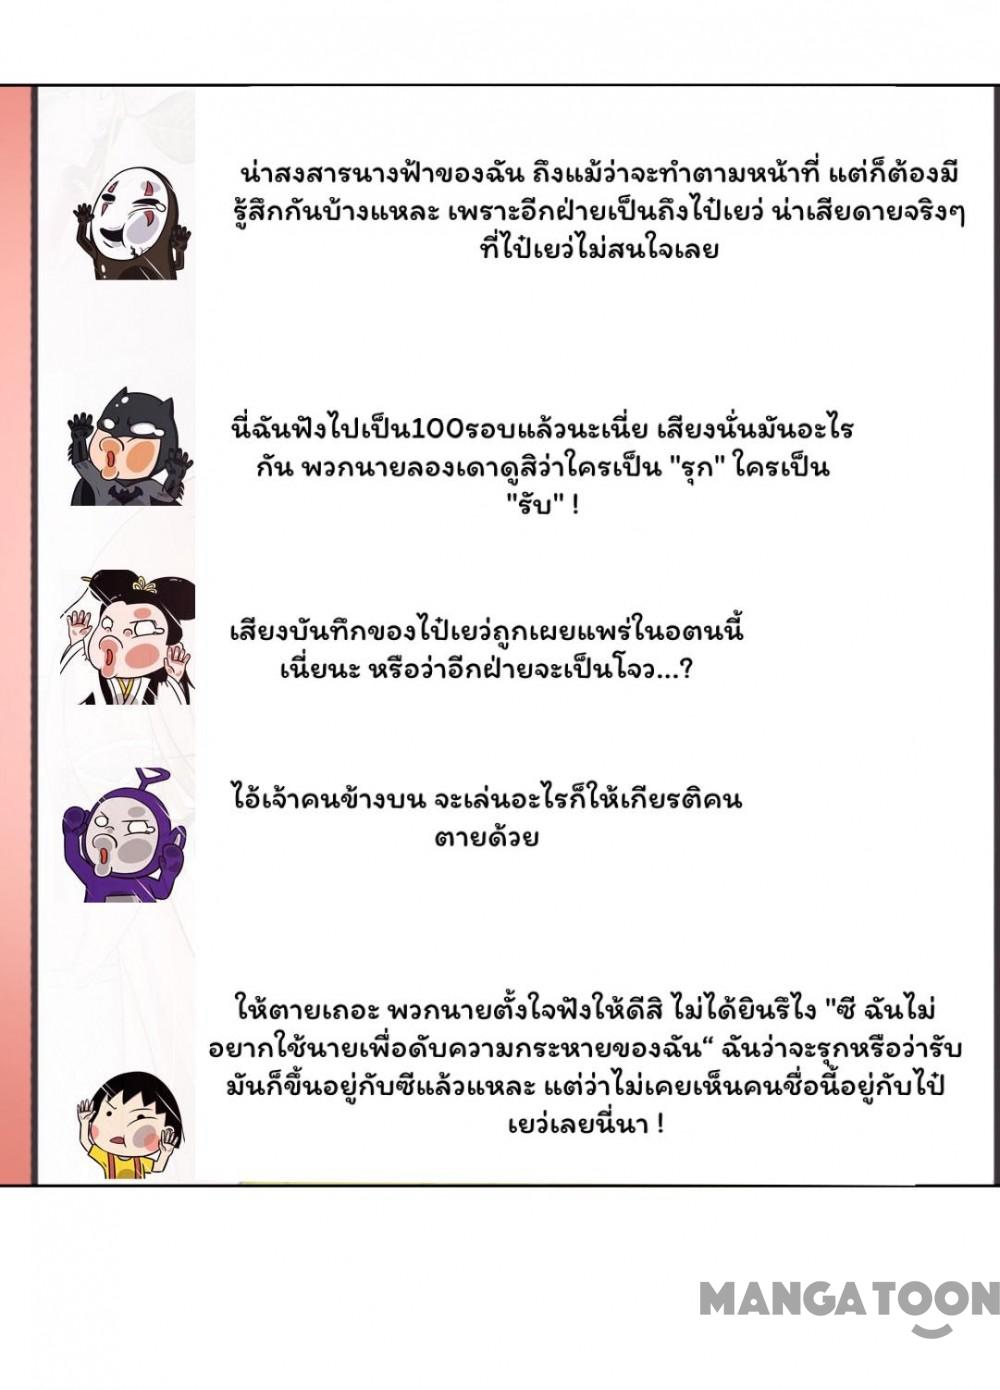 น่าสงสารนางฟ้าของฉัน ถึงแม้ว่าจะทำตามหน้าที่ แต่ก็ต้องมี
รู้สึกกันบ้างแหละ เพราะอีกฝ่ายเป็นถึงไป๋เยว่ น่าเสียดายจริงๆ
ที่ไป๋เยว่ไม่สนใจเลย
นี่ฉันฟังไปเป็น100รอบแล้วนะเนี่ย เสียงนั่นมันอะไร
กัน พวกนายลองเดาดูสิว่าใครเป็น "รุก" ใครเป็น
"รับ" !
เสียงบันทึกของไป๋เยว่ถูกเผยแพร่ในอตนนี้
เนี่ยนะ หรือว่าอีกฝ่ายจะเป็นโจว...?
ไอ้เจ้าคนข้างบน จะเล่นอะไรก็ให้เกียรติคน
ตายด้วย
ให้ตายเถอะ พวกนายตั้งใจฟังให้ดีสิ ไม่ได้ยินรึไง "ซี ฉันไม่
อยากใช้นายเพื่อดับความกระหายของฉัน“ ฉันว่าจะรุกหรือว่ารับ
มันก็ขึ้นอยู่กับซีแล้วแหละ แต่ว่าไม่เคยเห็นคนชื่อนี้อยู่กับไป๋
เยว่เลยนี่นา !
MANGATOON